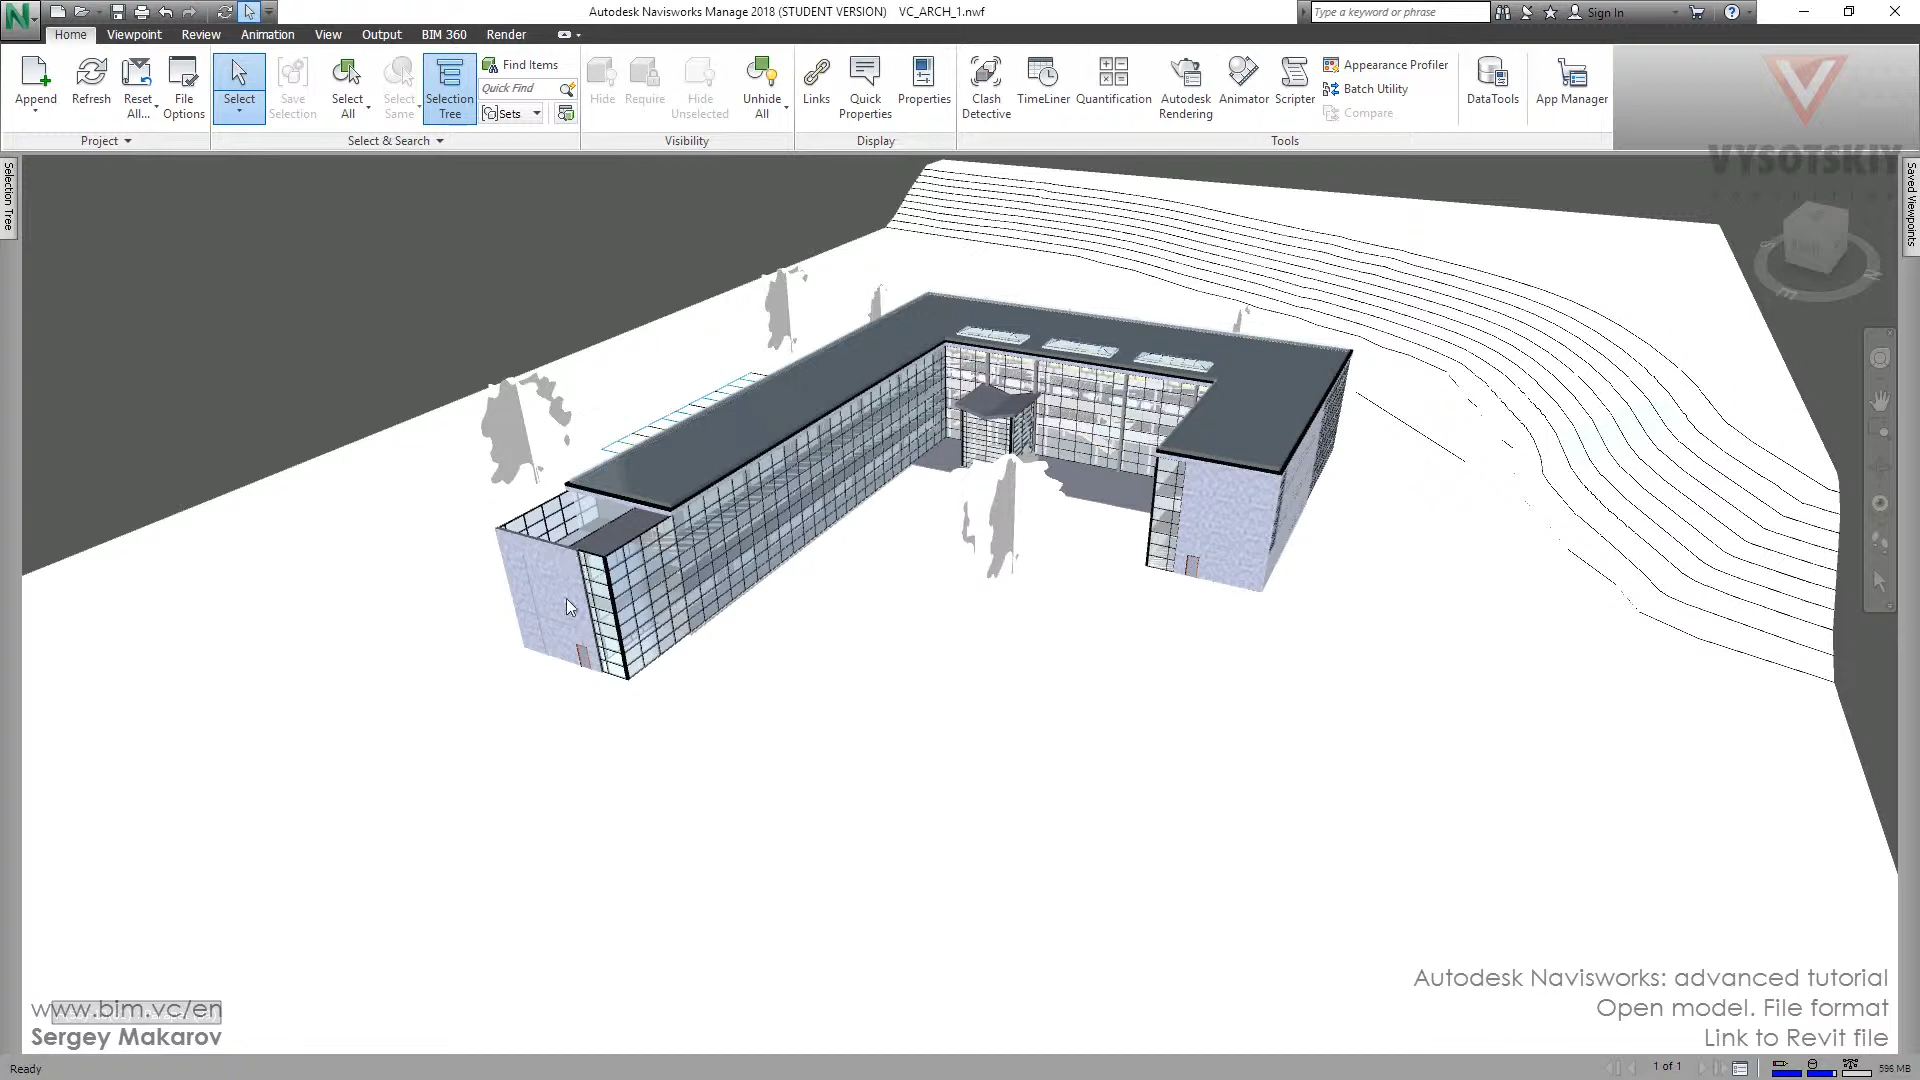 Autodesk Navisworks Manage 2018 (STUDENT VERSION) VC_ARCH_1.nwf
Type a keyword or phrase
Sign In
Home Viewpoint Review Animation View Output BIM 360 Render
Append
Refresh
Reset All...
File Options
Project
Select
Save Selection
Select All
Select Same
Selection Tree
Find Items
Quick Find
Sets
Select & Search
Hide
Require
Hide Unselected
Unhide All
Visibility
Links
Quick Properties
Properties
Display
Clash Detective
TimeLiner
Quantification
Autodesk Rendering
Animator
Scripter
Appearance Profiler
Batch Utility
Compare
Tools
DataTools
App Manager
VYSOTSKIY
Selection Tree
Saved Viewpoints
Autodesk Navisworks: advanced tutorial
Open model. File format
Link to Revit file
www.bim.vc/en
Sergey Makarov
Ready
1 of 1
596 MB